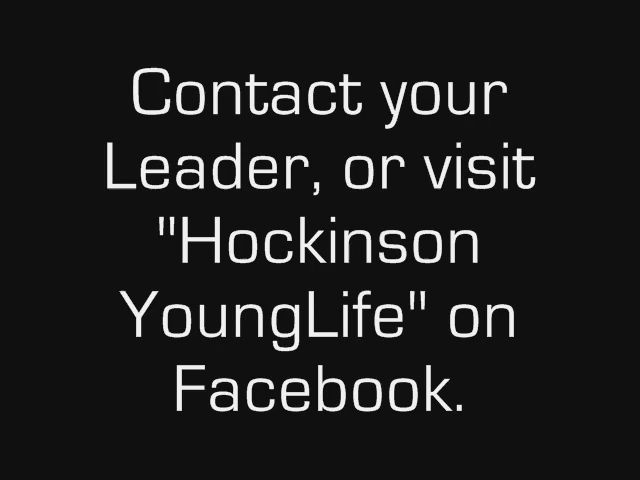 Contact your
Leader, or visit
"Hockinson
YoungLife" on
Facebook.